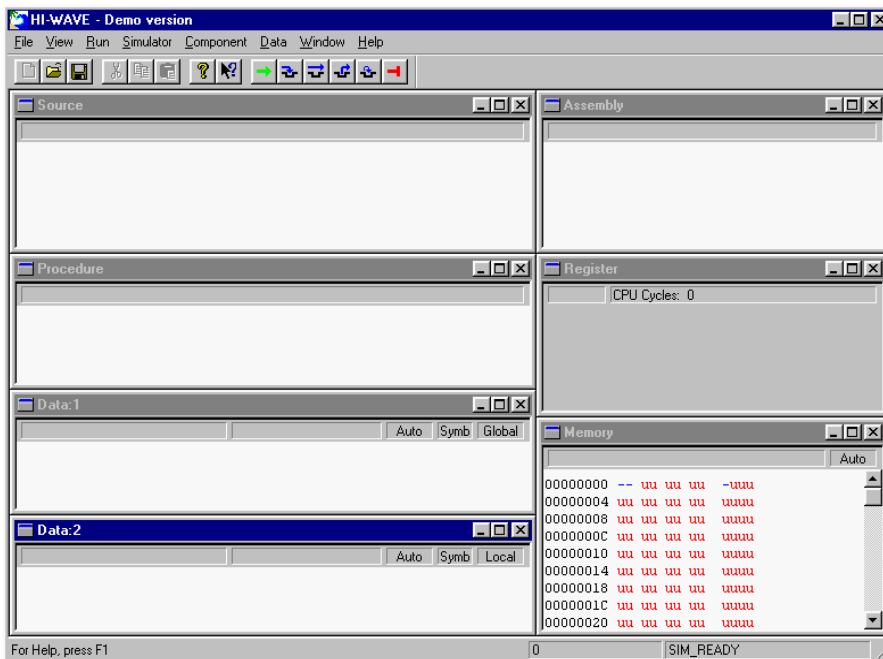 HI-WAVE - Demo version
File View Run Simulator Component Data Window Help
Source
Assembly
Procedure
Register
CPU Cycles: 0
Data:1
Auto Symb Global
Memory
Auto
00000000 -- uu uu uu -uuu
00000004 uu uu uu uu uuuu
00000008 uu uu uu uu uuuu
0000000C uu uu uu uu uuuu
00000010 uu uu uu uu uuuu
00000014 uu uu uu uu uuuu
00000018 uu uu uu uu uuuu
0000001C uu uu uu uu uuuu
00000020 uu uu uu uu uuuu
Data:2
Auto Symb Local
For Help, press F1
0
SIM_READY